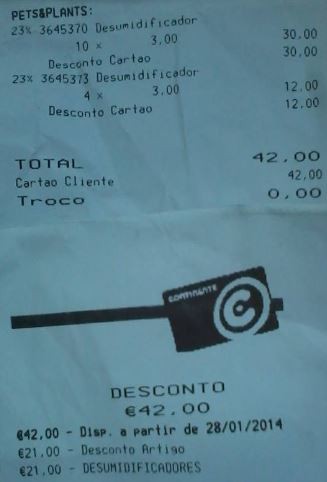 PETS&PLANTS:
23% 3645370 Desumidificador
10 x 3,00 30,00
Desconto Cartao 30,00
23% 3645373 Desumidificador
4 x 3,00 12,00
Desconto Cartao 12,00
TOTAL 42,00
Cartao Cliente 42,00
Troco 0,00
CONTINENTE
C
DESCONTO
€42,00
€42,00 - Disp. a partir de 28/01/2014
€21,00 - Desconto Artigo
€21,00 - DESUMIDIFICADORES